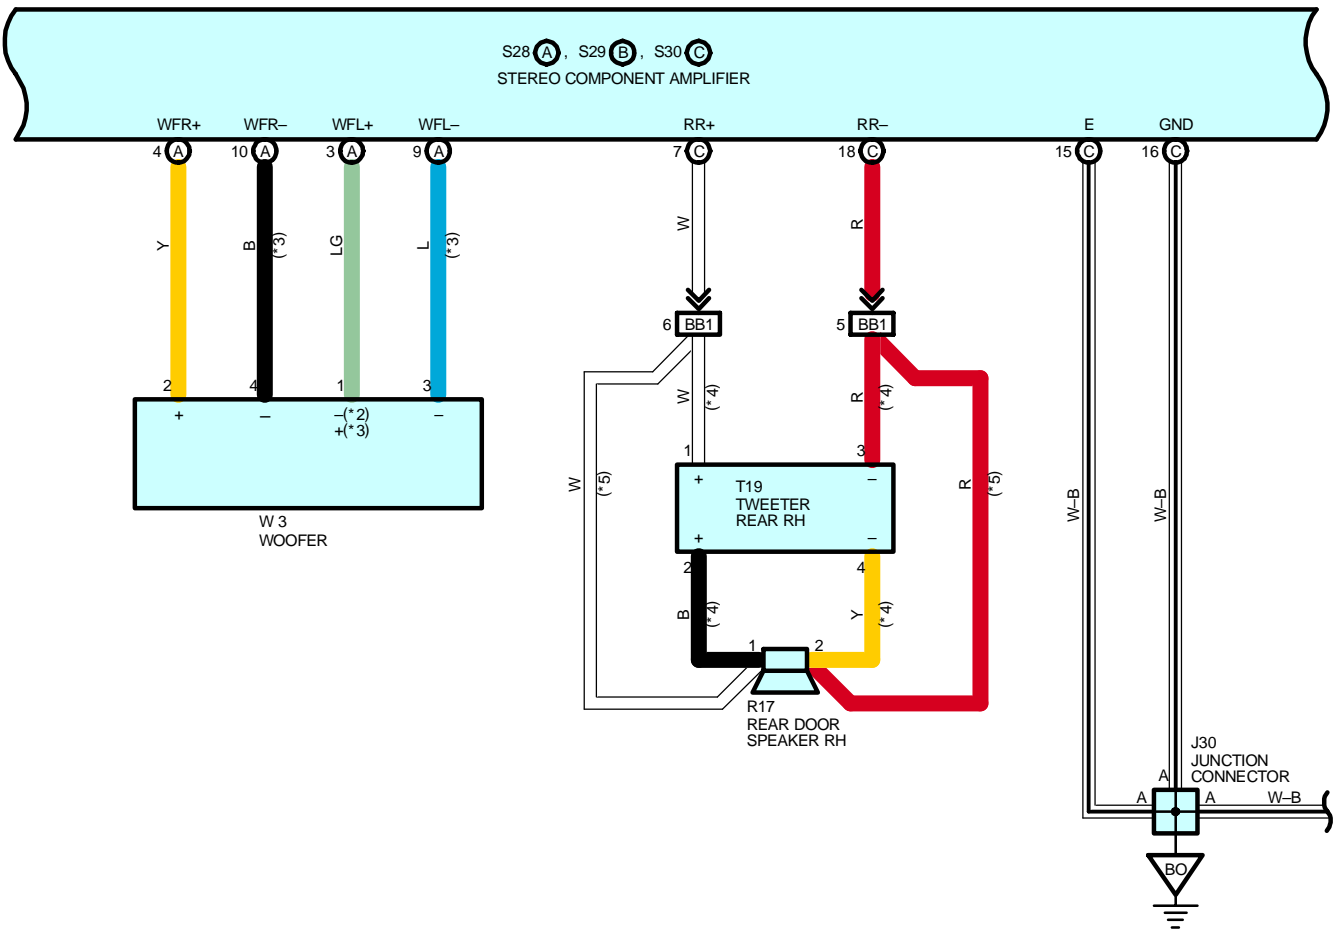 S28 A , S29 B , S30 C
STEREO COMPONENT AMPLIFIER
WFR+ WFR– WFL+ WFL– RR+ RR– E GND
4 A 10 A 3 A 9 A 7 C 18 C 15 C 16 C
Y B (*3) LG L (*3) W R
6 BB1 5 BB1
2 4 1 3
+ – –(*2) –
+(*3)
W (*4) R (*4)
1 3
+ –
T19
TWEETER
REAR RH
+ –
W (*5) R (*5) W–B W–B
W 3
WOOFER
2 4
B (*4) Y (*4)
1 2
R17
REAR DOOR
SPEAKER RH
J30
JUNCTION
CONNECTOR
A
A A W–B
BO